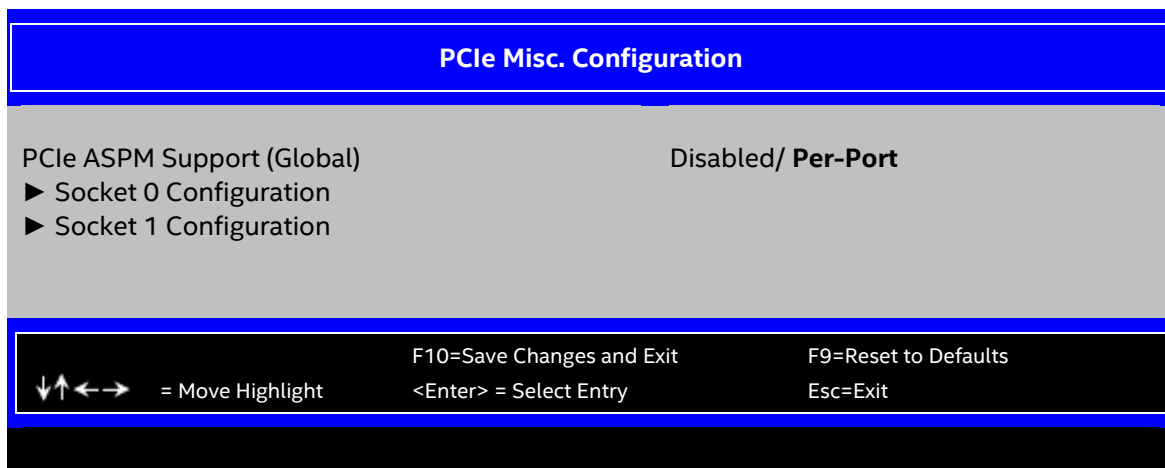 PCIe Misc. Configuration
PCIe ASPM Support (Global) Disabled/ Per-Port
► Socket 0 Configuration
► Socket 1 Configuration
F10=Save Changes and Exit F9=Reset to Defaults
↓↑←→ = Move Highlight <Enter> = Select Entry Esc=Exit